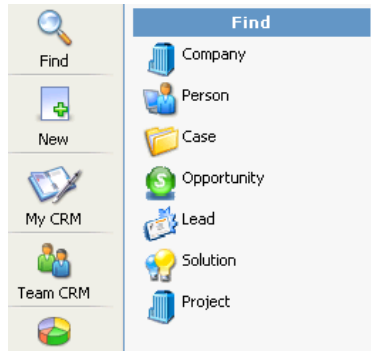 Find
New
My CRM
Team CRM
Find
Company
Person
Case
Opportunity
Lead
Solution
Project